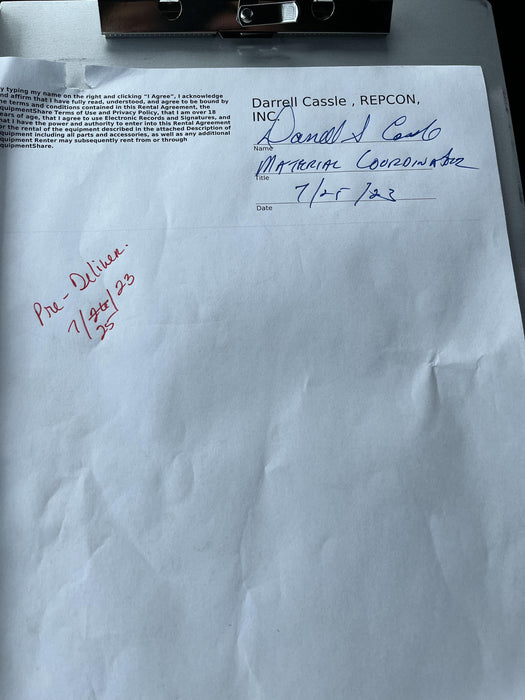 y typing my name on the right and clicking "I Agree", I acknowledge
nd affirm that I have fully read, understood, and agree to be bound by
he terms and conditions contained in this Rental Agreement, the
quipmentShare Terms of Use and Privacy Policy, that I am over 18
ears of age, that I agree to use Electronic Records and Signatures, and
hat I have the power and authority to enter into this Rental Agreement
or the rental of the equipment described in the attached Description of
quipment including all parts and accessories, as well as any additional
quipment Renter may subsequently rent from or through
quipmentShare.
Darrell Cassle , REPCON,
INC.
Darrell S Cassle
Name
MATERIAL COORDINATOR
Title
7/25/23
Date
Pre-Deliver.
7/26/23
25